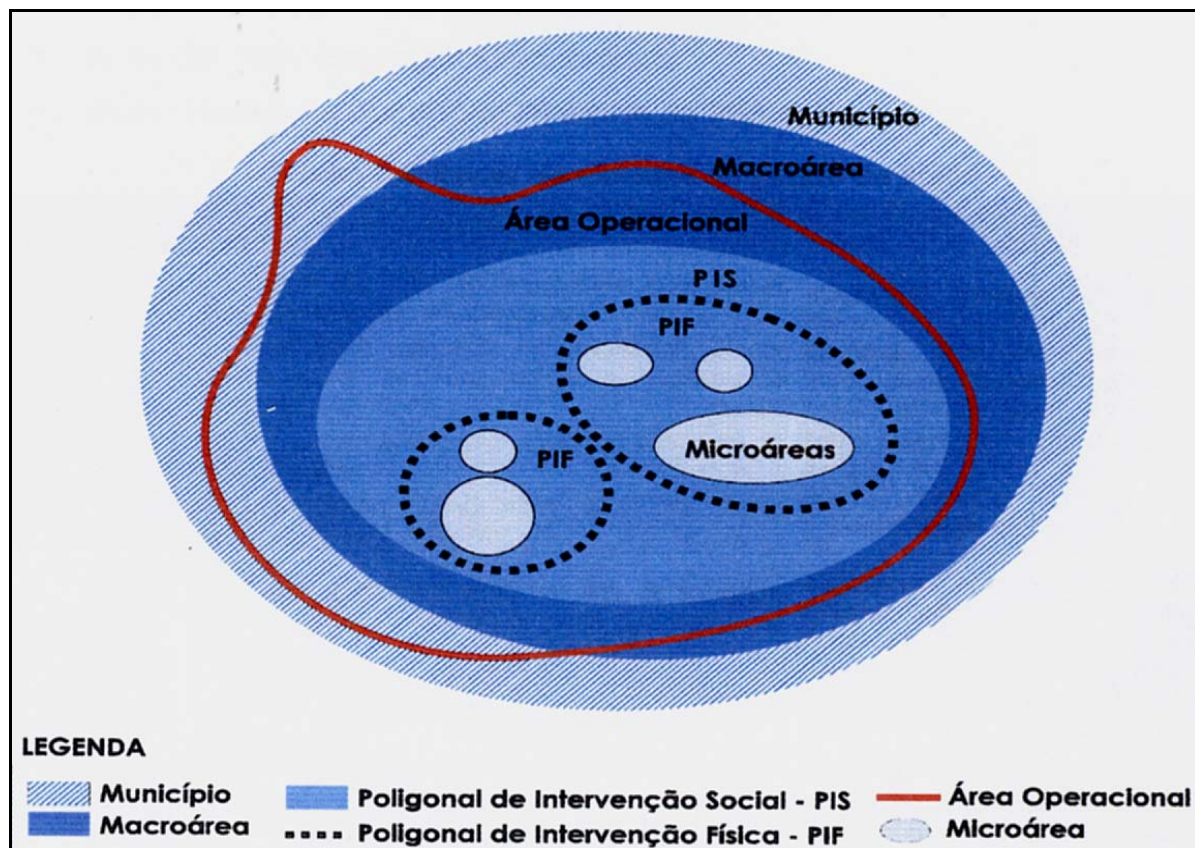 Município
Macroárea
Área Operacional
PIS
PIF
Microáreas
PIF
LEGENDA
Município
Poligonal de Intervenção Social - PIS
Área Operacional
Macroárea
Poligonal de Intervenção Física - PIF
Microárea